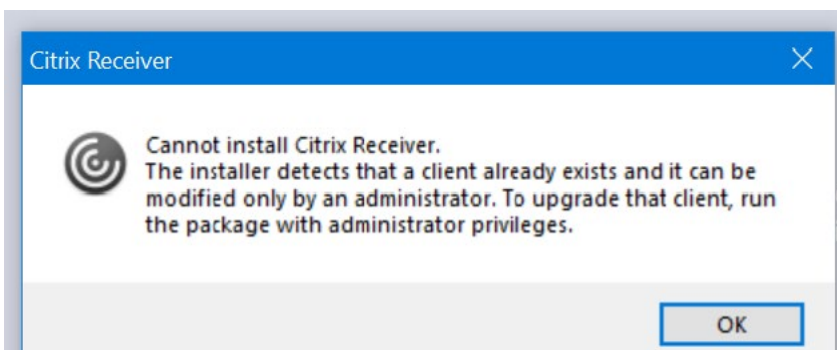 Citrix Receiver
Cannot install Citrix Receiver.
The installer detects that a client already exists and it can be
modified only by an administrator. To upgrade that client, run
the package with administrator privileges.
OK